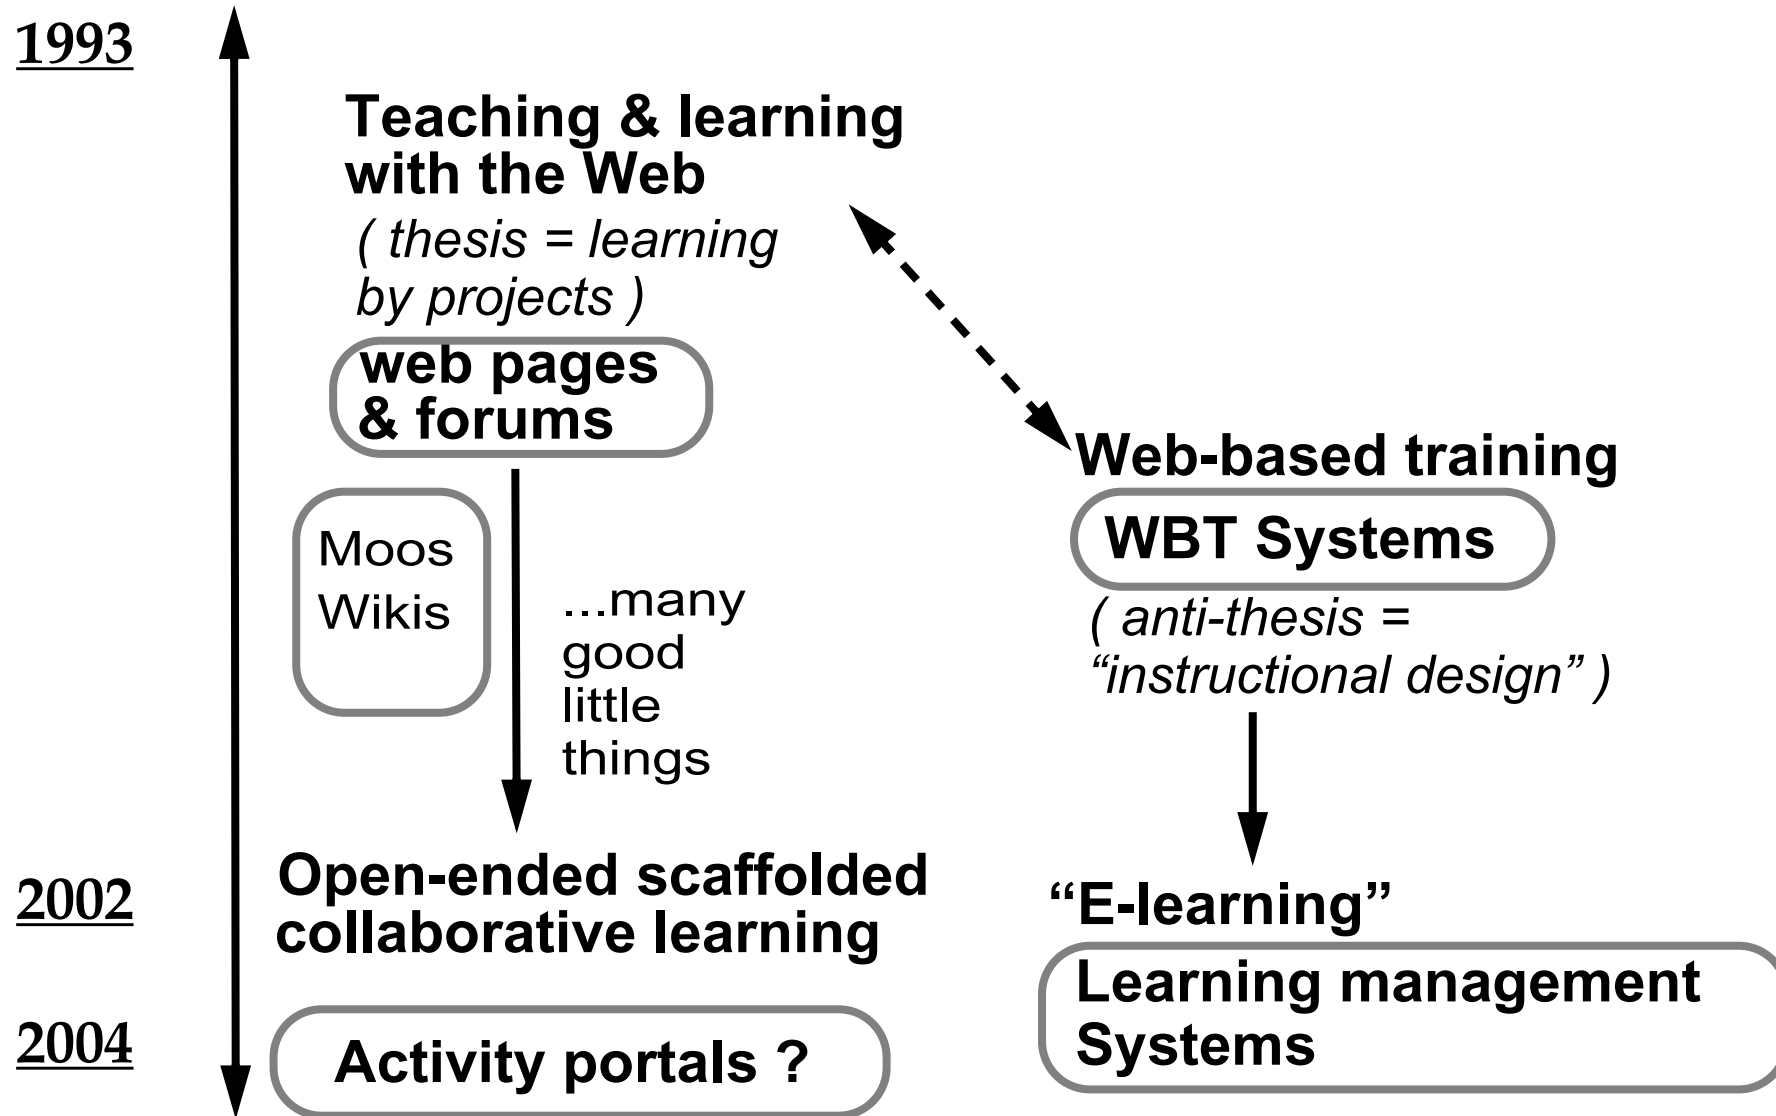 1993
Teaching & learning
with the Web
( thesis = learning
by projects )
web pages
& forums
Moos
Wikis
...many
good
little
things
Web-based training
WBT Systems
( anti-thesis =
“instructional design” )
2002
Open-ended scaffolded
collaborative learning
“E-learning”
Learning management
Systems
2004
Activity portals ?